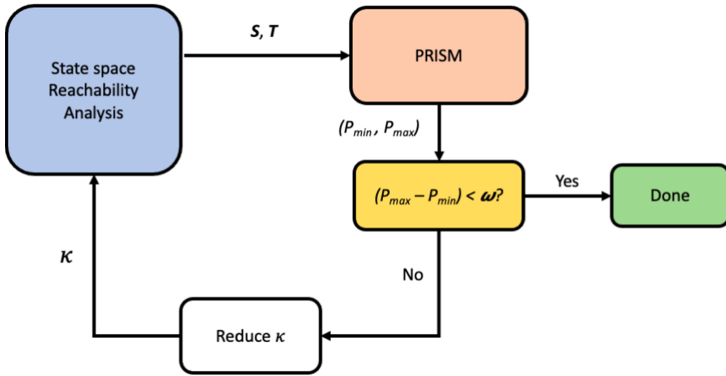 S, T
State space
Reachability
Analysis
PRISM
(Pmin , Pmax)
(Pmax – Pmin) < ω?
Yes
Done
No
κ
Reduce κ